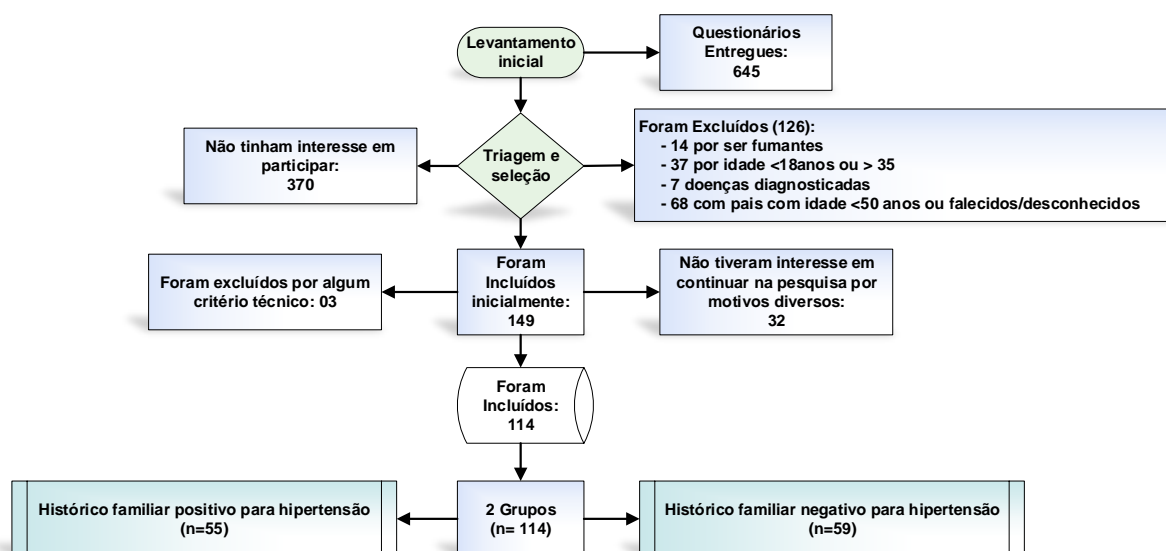 Levantamento
inicial
Questionários
Entregues:
645
Não tinham interesse em
participar:
370
Triagem e
seleção
Foram Excluídos (126):
- 14 por ser fumantes
- 37 por idade <18anos ou > 35
- 7 doenças diagnosticadas
- 68 com pais com idade <50 anos ou falecidos/desconhecidos
Foram excluídos por algum
critério técnico: 03
Foram
Incluídos
inicialmente:
149
Não tiveram interesse em
continuar na pesquisa por
motivos diversos:
32
Foram
Incluídos:
114
Histórico familiar positivo para hipertensão
(n=55)
2 Grupos
(n= 114)
Histórico familiar negativo para hipertensão
(n=59)